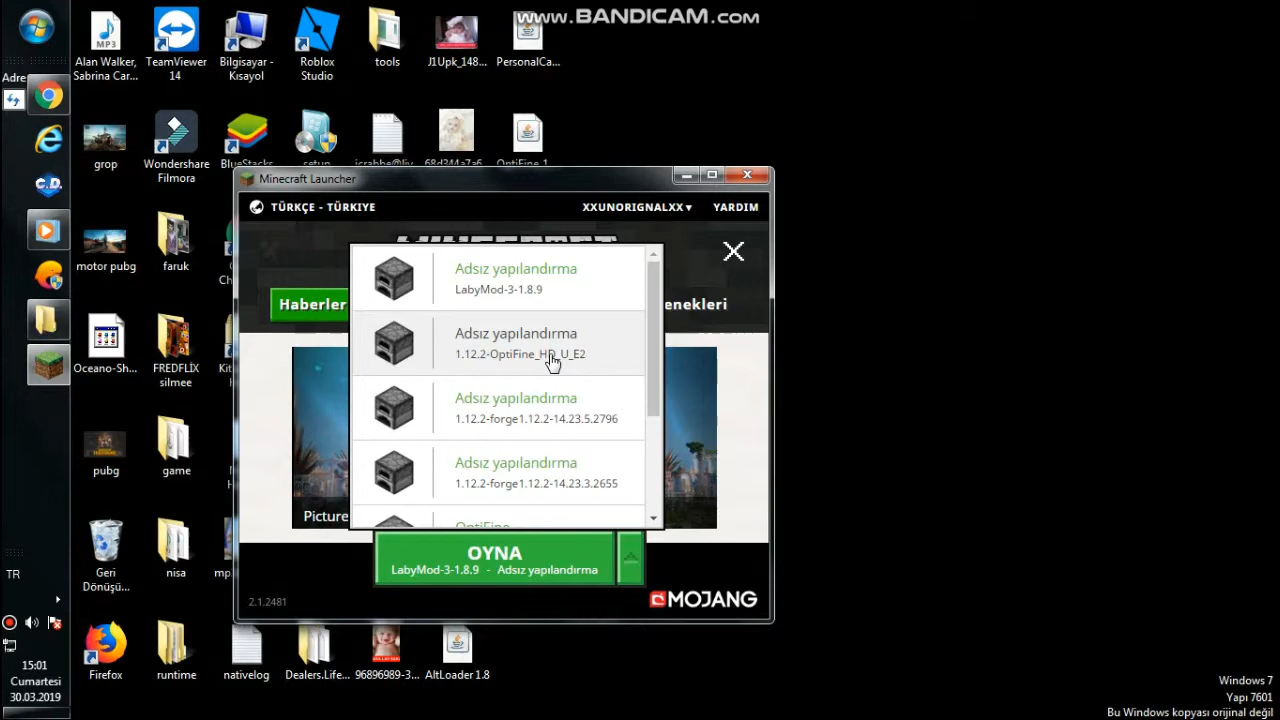 www.BANDICAM.com
Alan Walker,
Sabrina Car...
TeamViewer
14
Bilgisayar -
Kısayol
Roblox
Studio
tools
J1Upk_148...
PersonalCa...
Adre
grop
Wondershare
Filmora
BlueStacks
setup
jcrabhe@liv
68d344a7a6
OptiFine 1
Minecraft Launcher
TÜRKÇE - TÜRKIYE
XXUNORIGNALXX
YARDIM
Haberler
enekleri
Adsız yapılandırma
LabyMod-3-1.8.9
Adsız yapılandırma
1.12.2-OptiFine_HD_U_E2
Adsız yapılandırma
1.12.2-forge1.12.2-14.23.5.2796
Adsız yapılandırma
1.12.2-forge1.12.2-14.23.3.2655
OptiFine
Picture
OYNA
LabyMod-3-1.8.9 - Adsız yapılandırma
2.1.2481
MOJANG
motor pubg
faruk
Oceano-Sh...
FREDFLİX
silmee
pubg
game
Geri
Dönüşü...
nisa
Firefox
runtime
nativelog
Dealers.Life...
96896989-3...
AltLoader 1.8
TR
15:01
Cumartesi
30.03.2019
Windows 7
Yapı 7601
Bu Windows kopyası orijinal değil